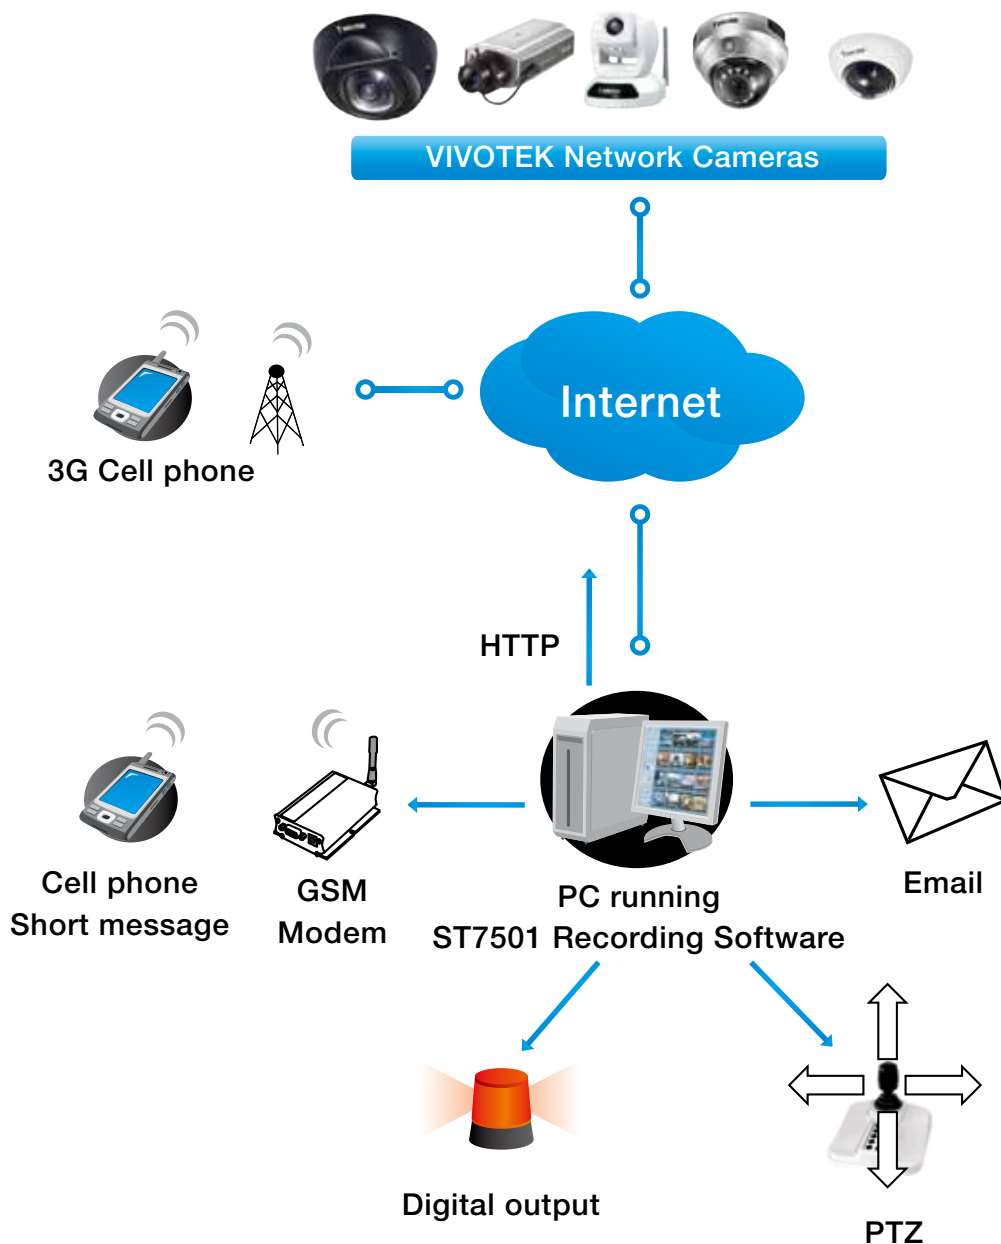 VIVOTEK Network Cameras
Internet
3G Cell phone
HTTP
Cell phone
Short message
GSM
Modem
PC running
ST7501 Recording Software
Email
Digital output
PTZ